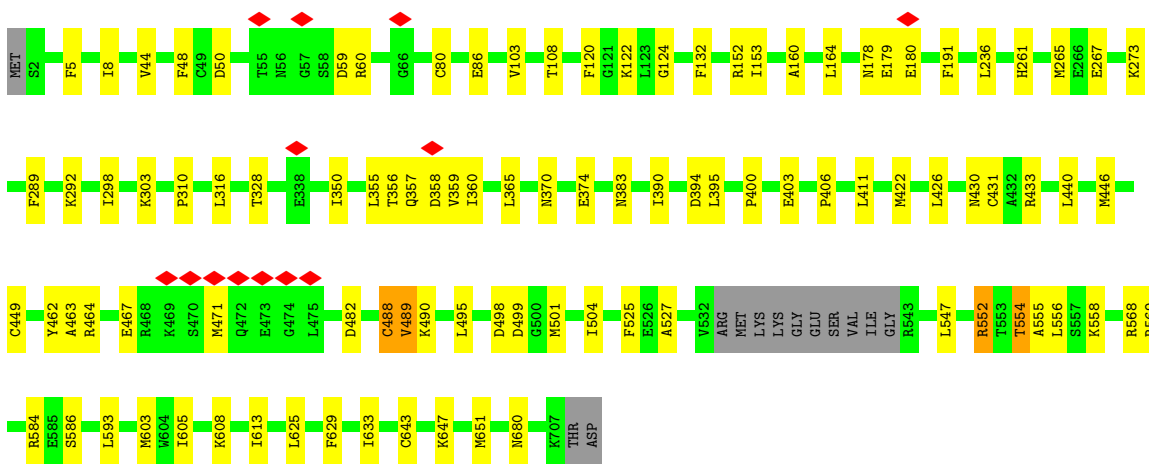 MET S2 F5 I8 V44 F48 C49 D50 T55 N56 G57 S58 D59 R60 G66 C80 E86 V103 T108 F120 G121 K122 L123 G124 F132 R152 I153 A160 L164 N178 E179 E180 F191 L236 H261 M265 E266 E267 K273
F289 K292 I298 K303 P310 L316 T328 E338 I350 L355 T356 Q357 D358 V359 I360 L365 N370 E374 N383 I390 D394 L395 P400 E403 P406 L411 M422 L426 N430 C431 A432 R433 L440 M446
C449 Y462 A463 R464 E467 R468 K469 S470 M471 Q472 E473 G474 L475 D482 C488 V489 K490 L495 D498 D499 G500 M501 I504 F525 E526 A527 V532 ARG MET LYS LYS GLY GLU SER VAL ILE GLY R543 L547 R552 T553 T554 A555 L556 S557 K558 R568
R584 E585 S586 L593 M603 W604 I605 K608 I613 L625 F629 I633 C643 K647 M651 N680 K707 THR ASP